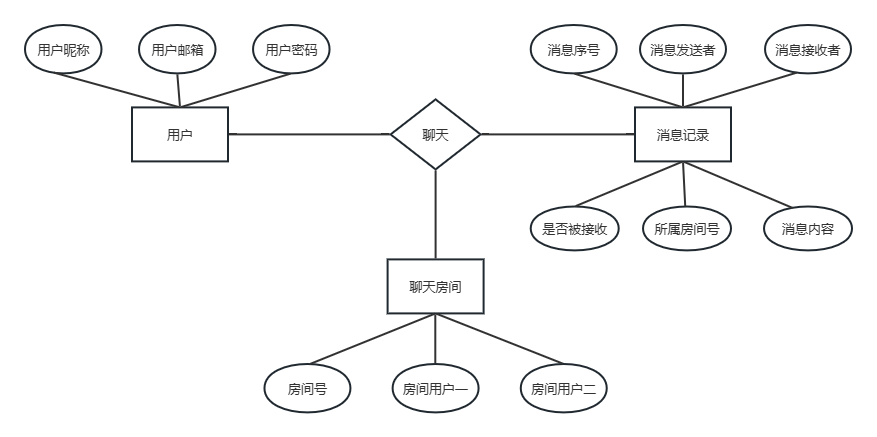 用户昵称
用户邮箱
用户密码
消息序号
消息发送者
消息接收者
用户
聊天
消息记录
是否被接收
所属房间号
消息内容
聊天房间
房间号
房间用户一
房间用户二